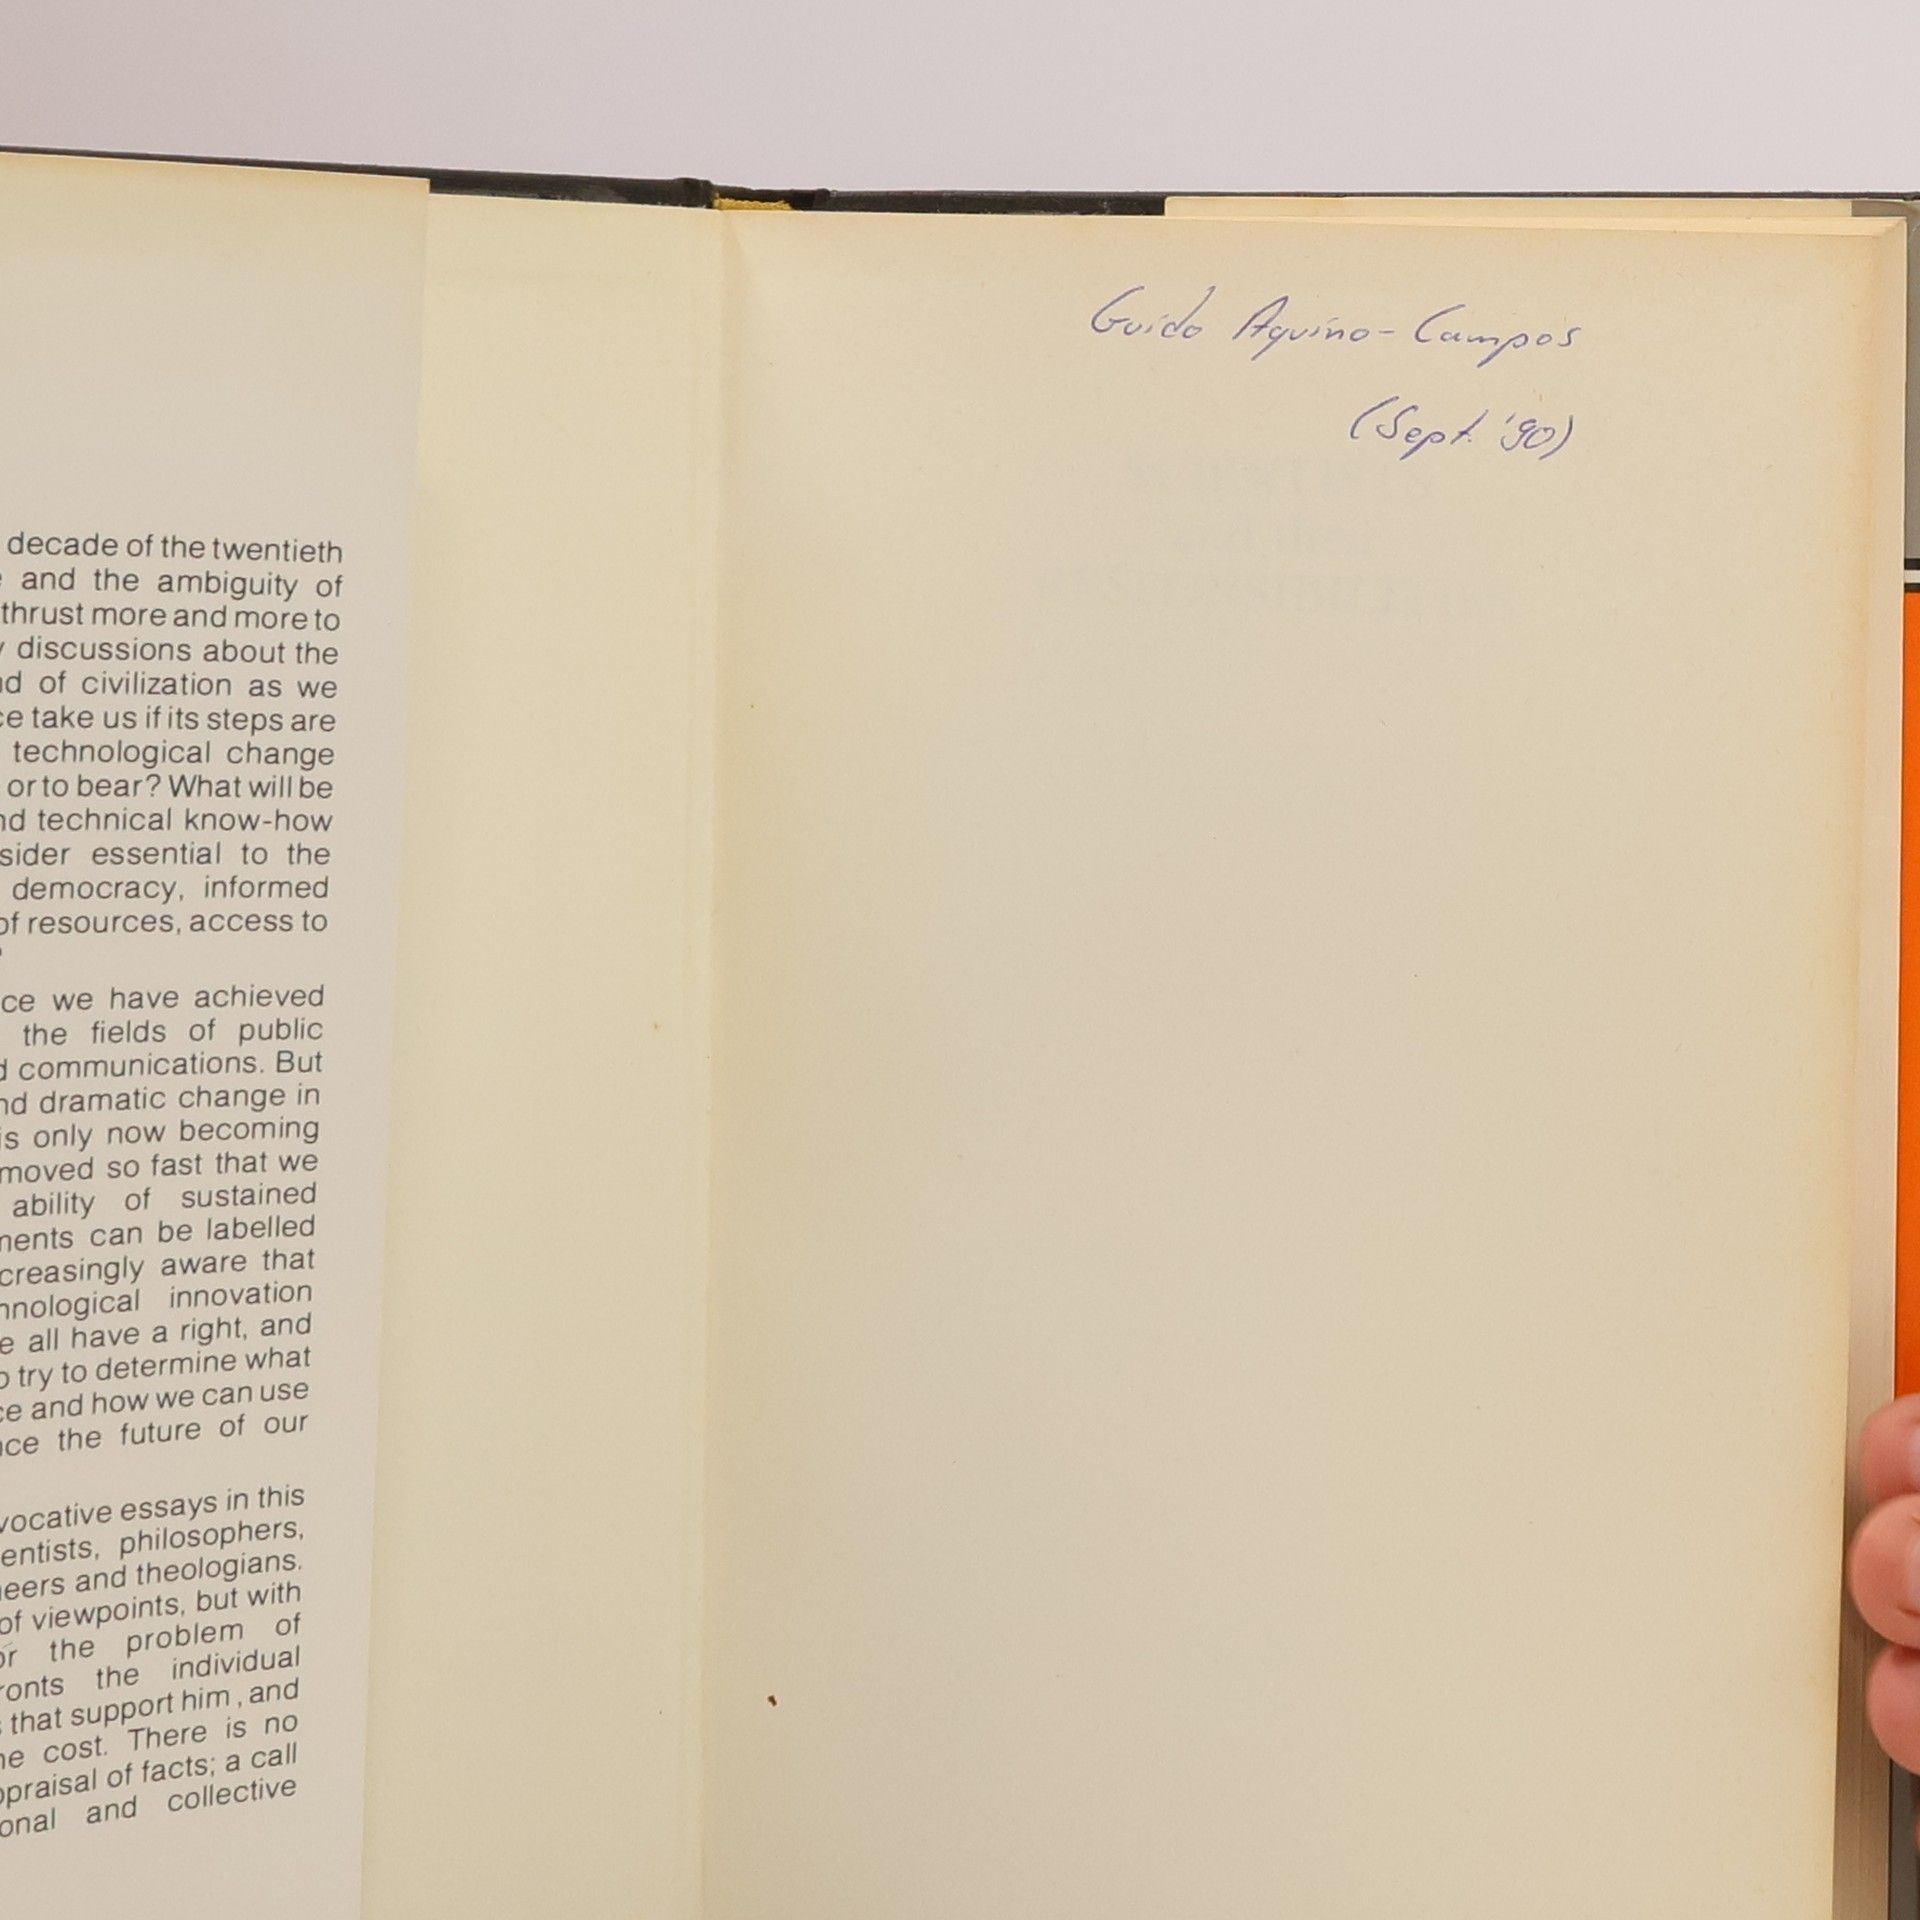 decade of the twentieth
and the ambiguity of
thrust more and more to
discussions about the
of civilization as we
take us if its steps are
technological change
or to bear? What will be
technical know-how
essential to the
democracy, informed
of resources, access to
we have achieved
the fields of public
communications. But
dramatic change in
is only now becoming
moved so fast that we
ability of sustained
can be labelled
that
aware innovation
all have a right, and
try to determine what
and how we can use
the future of our
essays in this
philosophers,
and theologians.
of viewpoints, but with
the problem of
the individual
that support him, and
cost. There is no
of facts; a call
and collective
Guido Aquino-Campos
(Sept. '90)